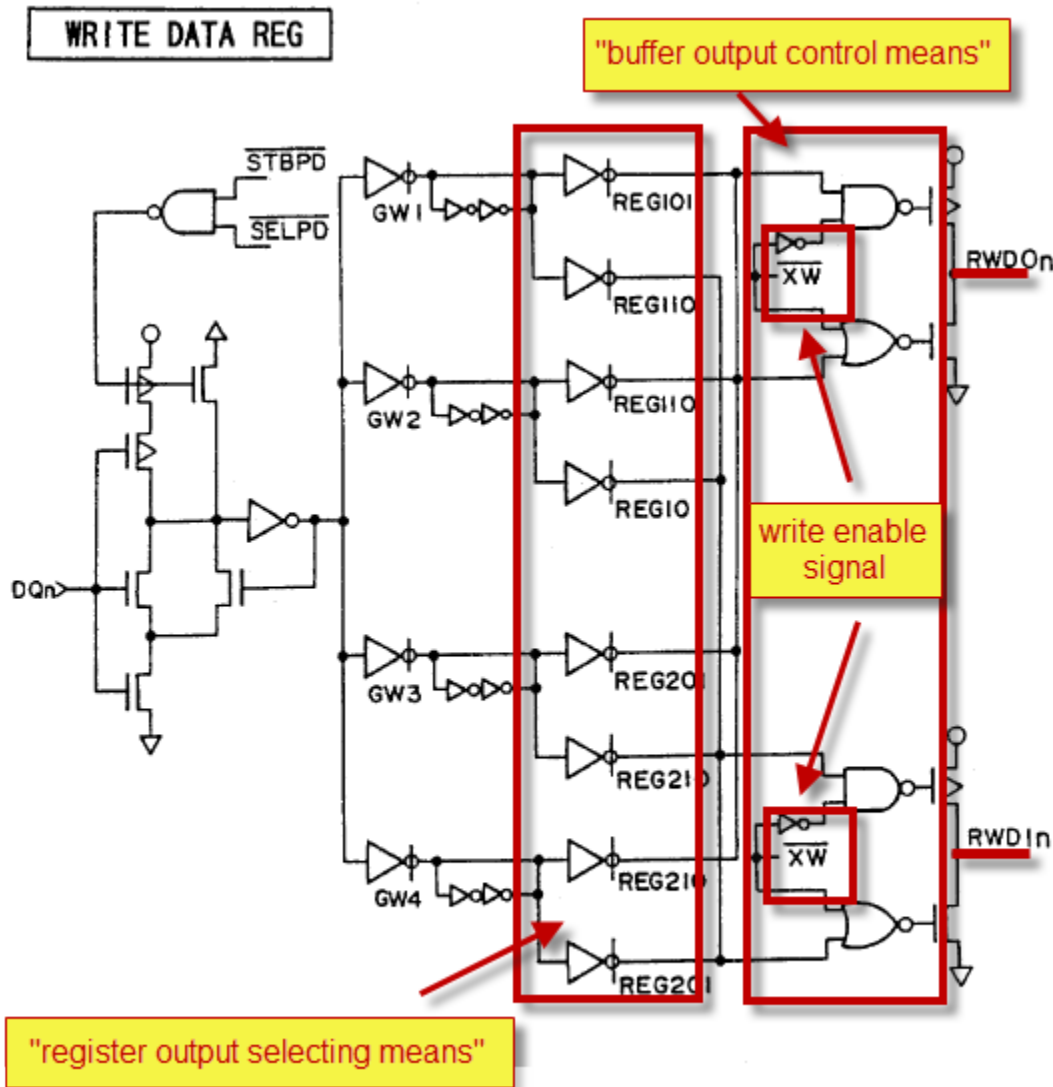 WRITE DATA REG
"buffer output control means"
STBPD
SELPD
GW1
REG101
XW
RWD0n
REG110
GW2
REG110
REG10
write enable
signal
DQn
GW3
REG201
REG210
XW
RWD1n
GW4
REG210
REG201
"register output selecting means"